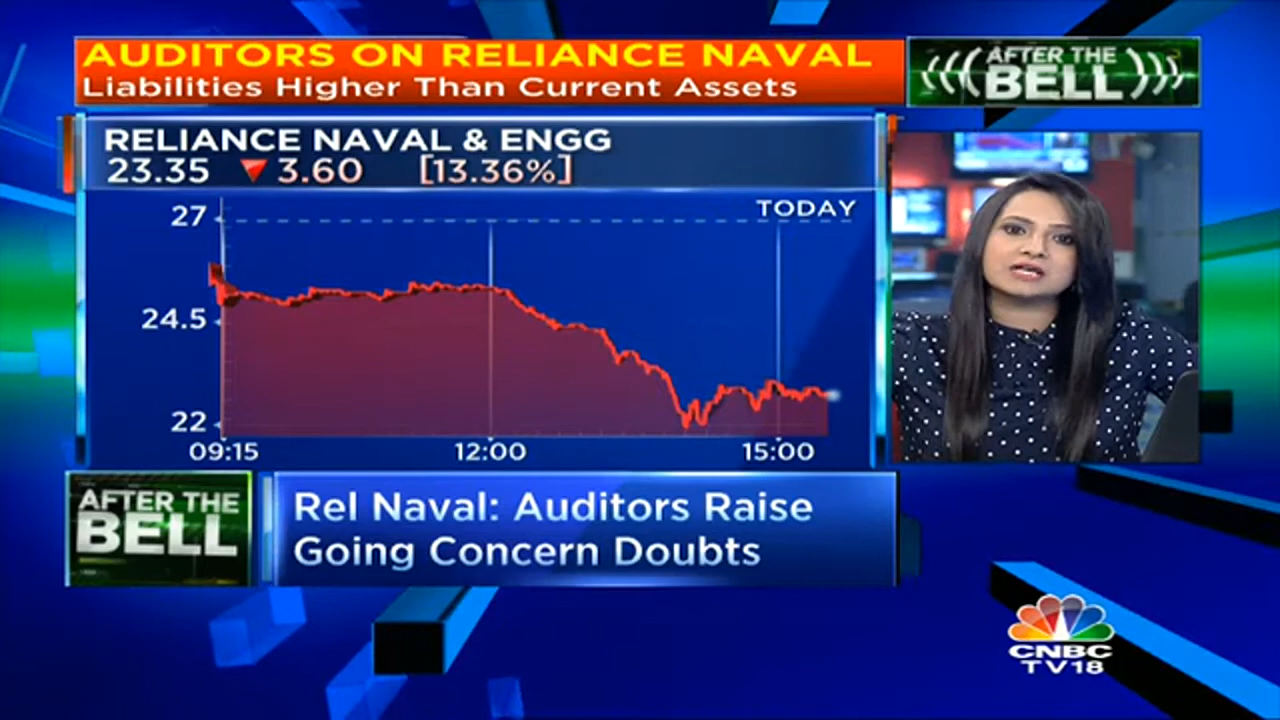 AUDITORS ON RELIANCE NAVAL
Liabilities Higher Than Current Assets
AFTER THE
BELL
RELIANCE NAVAL & ENGG
23.35 ▼ 3.60 [13.36%]
TODAY
27
24.5
22
09:15 12:00 15:00
AFTER THE
BELL
Rel Naval: Auditors Raise
Going Concern Doubts
CNBC
TV18